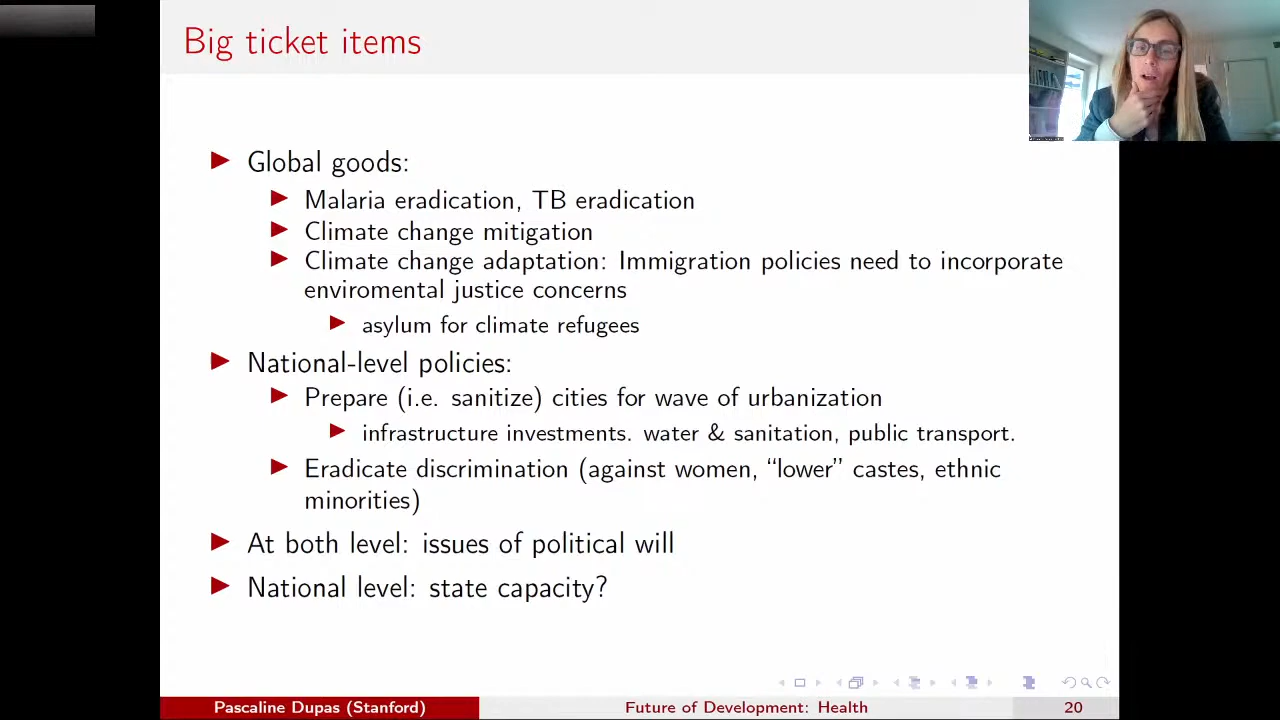 Big ticket items
Global goods:
Malaria eradication, TB eradication
Climate change mitigation
Climate change adaptation: Immigration policies need to incorporate
enviromental justice concerns
asylum for climate refugees
National-level policies:
Prepare (i.e. sanitize) cities for wave of urbanization
infrastructure investments. water & sanitation, public transport.
Eradicate discrimination (against women, “lower” castes, ethnic
minorities)
At both level: issues of political will
National level: state capacity?
Pascaline Dupas (Stanford)
Future of Development: Health
20